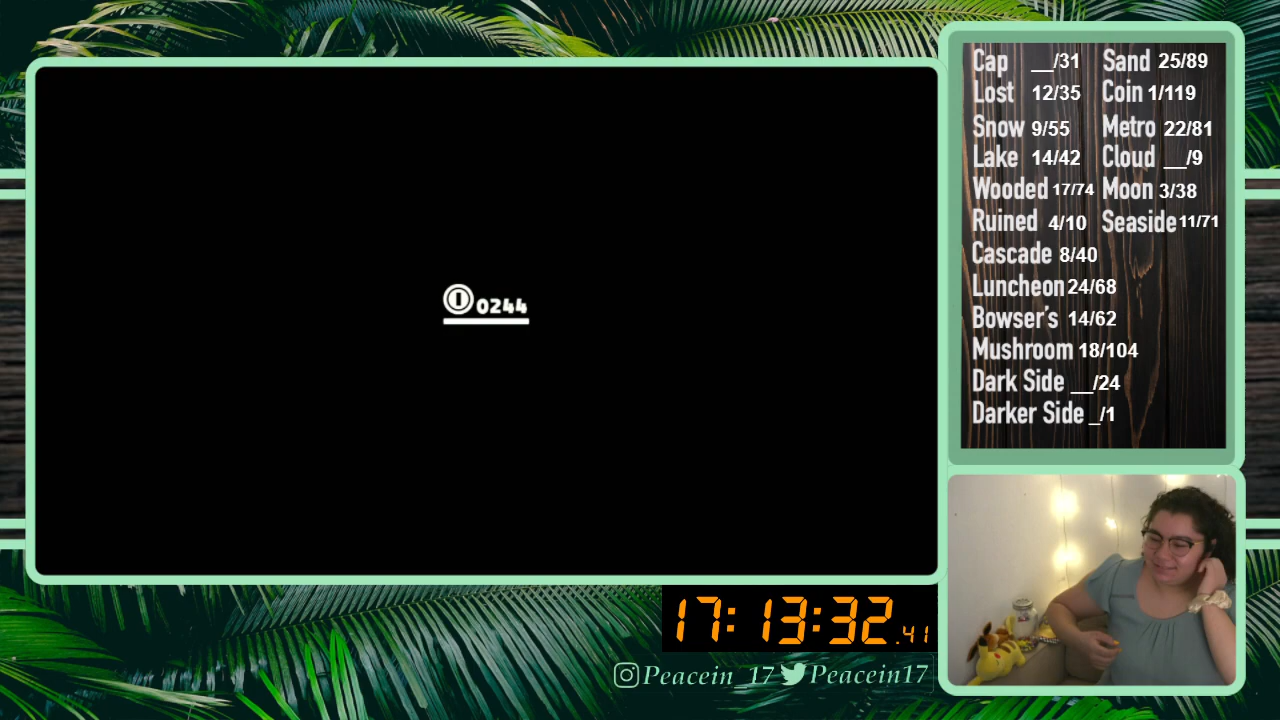 0244
Cap __/31 Sand 25/89
Lost 12/35 Coin 1/119
Snow 9/55 Metro 22/81
Lake 14/42 Cloud __/9
Wooded 17/74 Moon 3/38
Ruined 4/10 Seaside 11/71
Cascade 8/40
Luncheon 24/68
Bowser's 14/62
Mushroom 18/104
Dark Side __/24
Darker Side _/1
17:13:32.41
Peacein_17 Peacein17